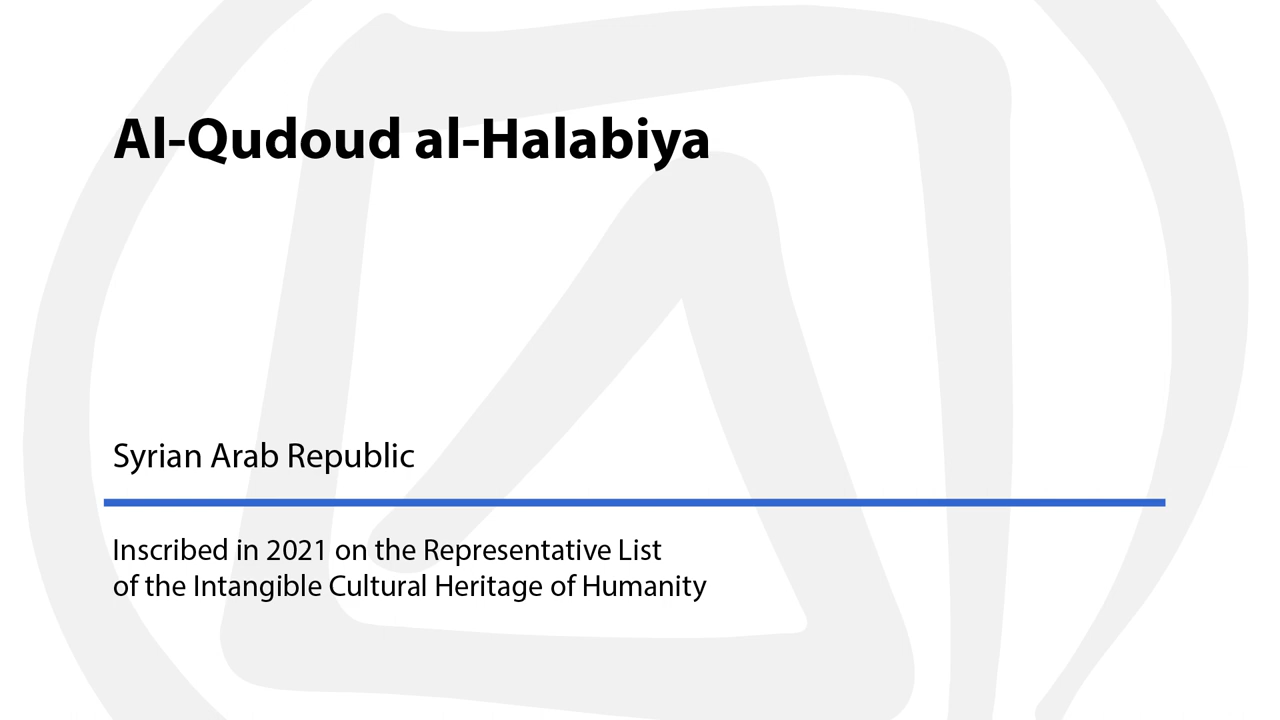 Al-Qudoud al-Halabiya
Syrian Arab Republic
Inscribed in 2021 on the Representative List
of the Intangible Cultural Heritage of Humanity